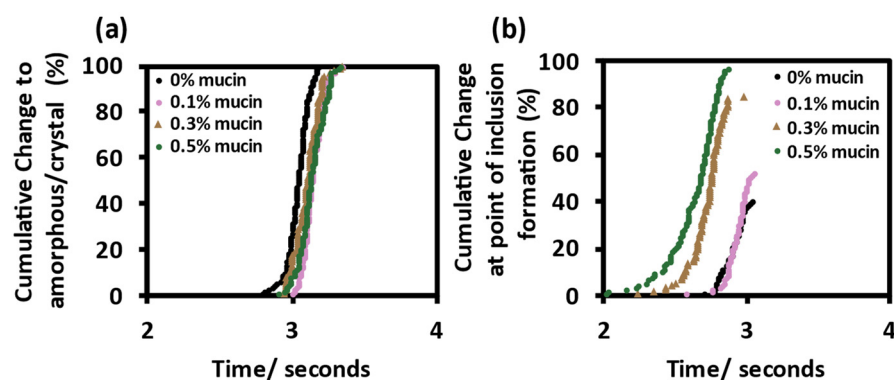 (a)
Cumulative Change to
amorphous/crystal (%)
100
80
60
40
20
0
0% mucin
0.1% mucin
0.3% mucin
0.5% mucin
2
3
4
Time/ seconds
(b)
Cumulative Change
at point of inclusion
formation (%)
100
80
60
40
20
0
0% mucin
0.1% mucin
0.3% mucin
0.5% mucin
2
3
4
Time/ seconds